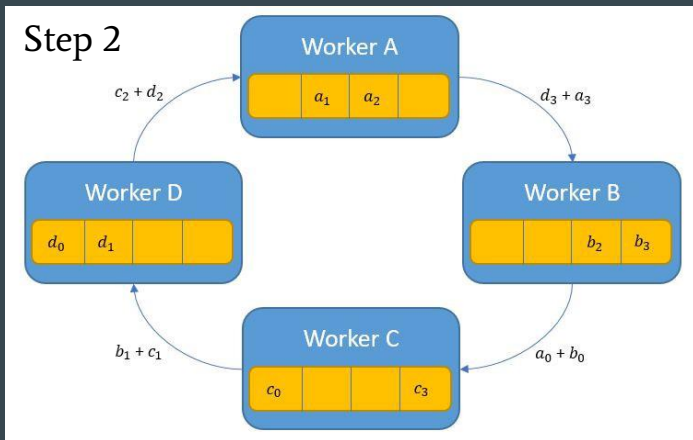 Step 2
Worker A
a₁ a₂
c₂ + d₂
d₃ + a₃
Worker D
d₀ d₁
Worker B
b₂ b₃
b₁ + c₁
a₀ + b₀
Worker C
c₀ c₃